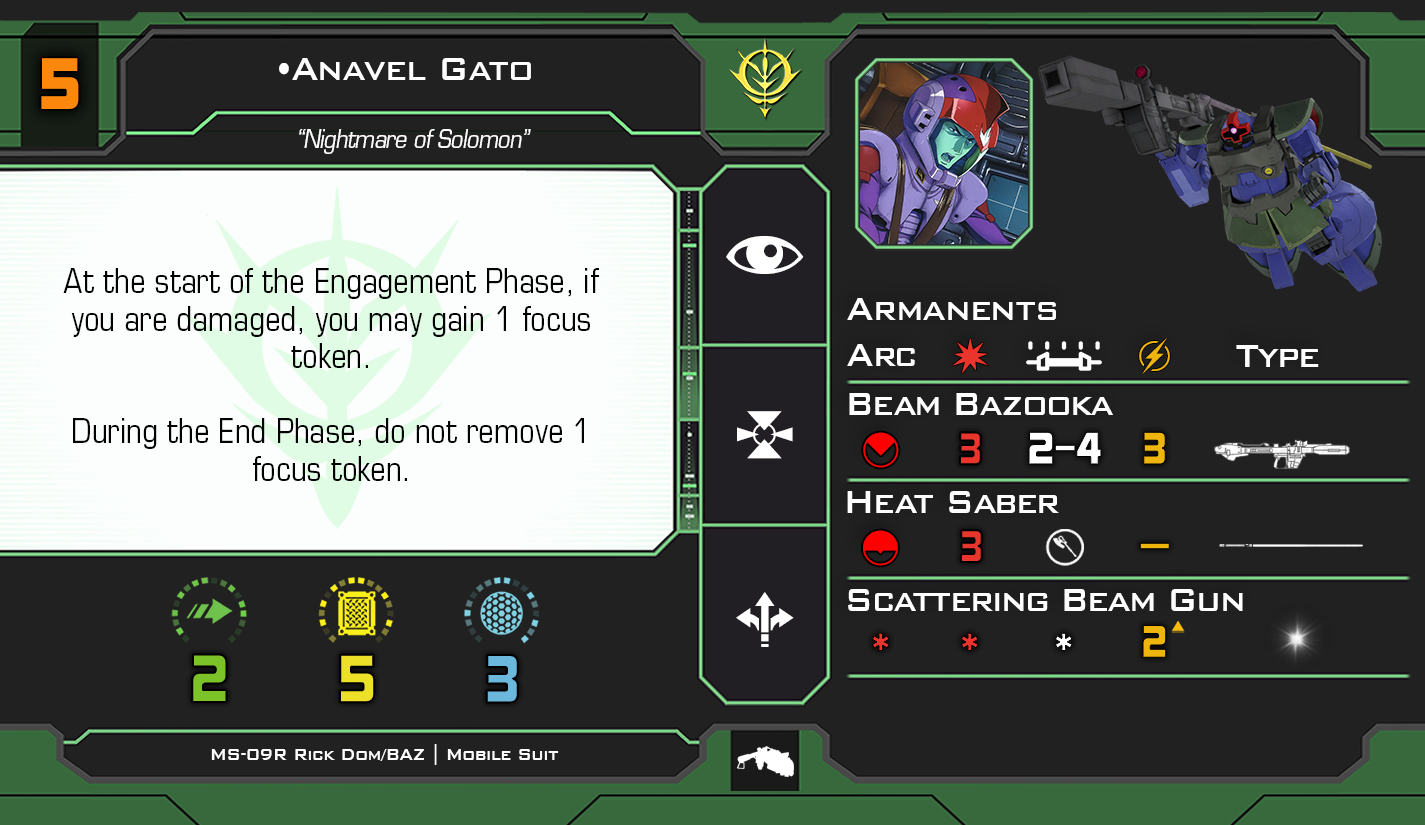 5
•Anavel Gato
“Nightmare of Solomon”
At the start of the Engagement Phase, if
you are damaged, you may gain 1 focus
token.
During the End Phase, do not remove 1
focus token.
2 5 3
MS-09R Rick Dom/BAZ | Mobile Suit
Armanents
Arc Type
Beam Bazooka
3 2–4 3
Heat Saber
3 –
Scattering Beam Gun
* * * 2